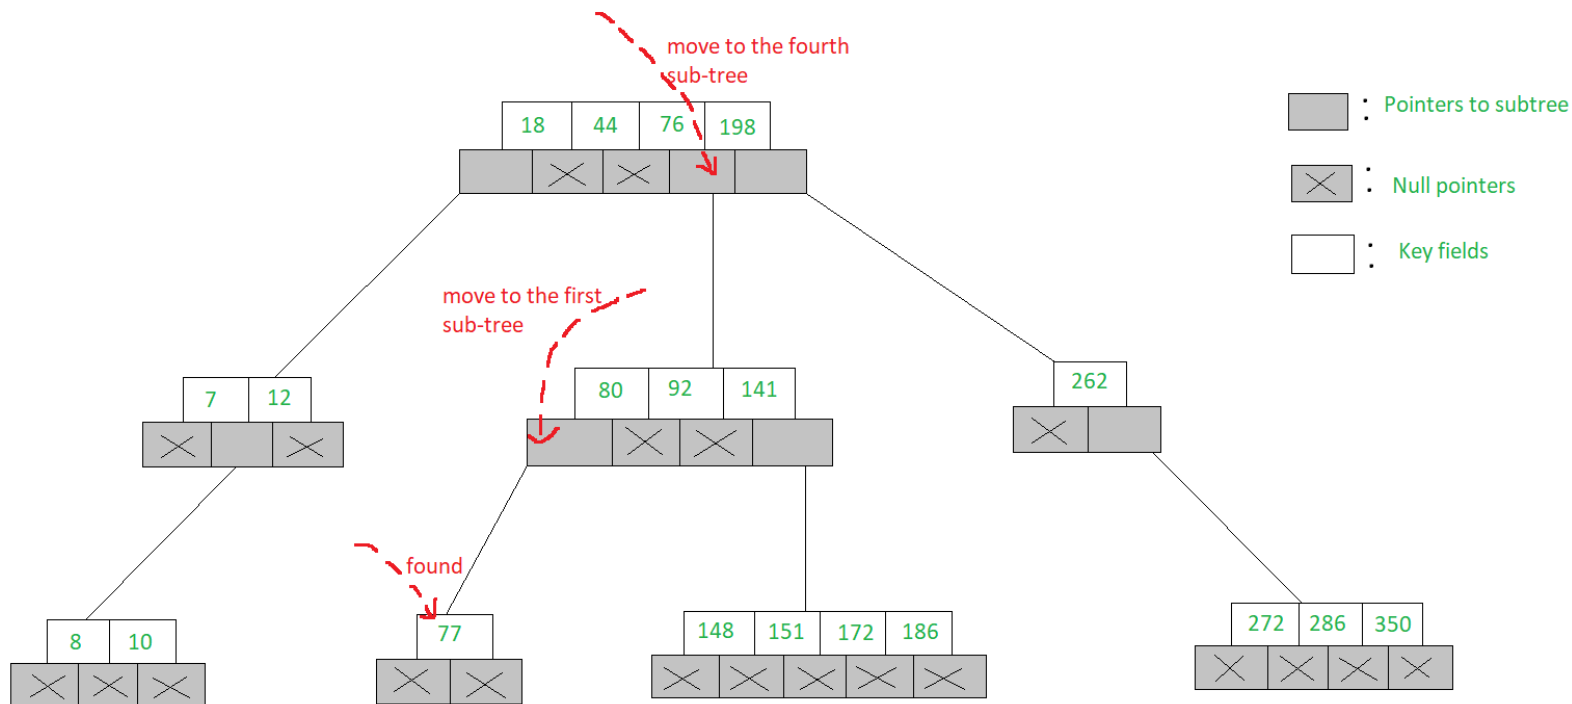 move to the fourth
sub-tree
18 44 76 198
: Pointers to subtree
: Null pointers
: Key fields
move to the first
sub-tree
7 12
80 92 141
262
found
8 10
77
148 151 172 186
272 286 350